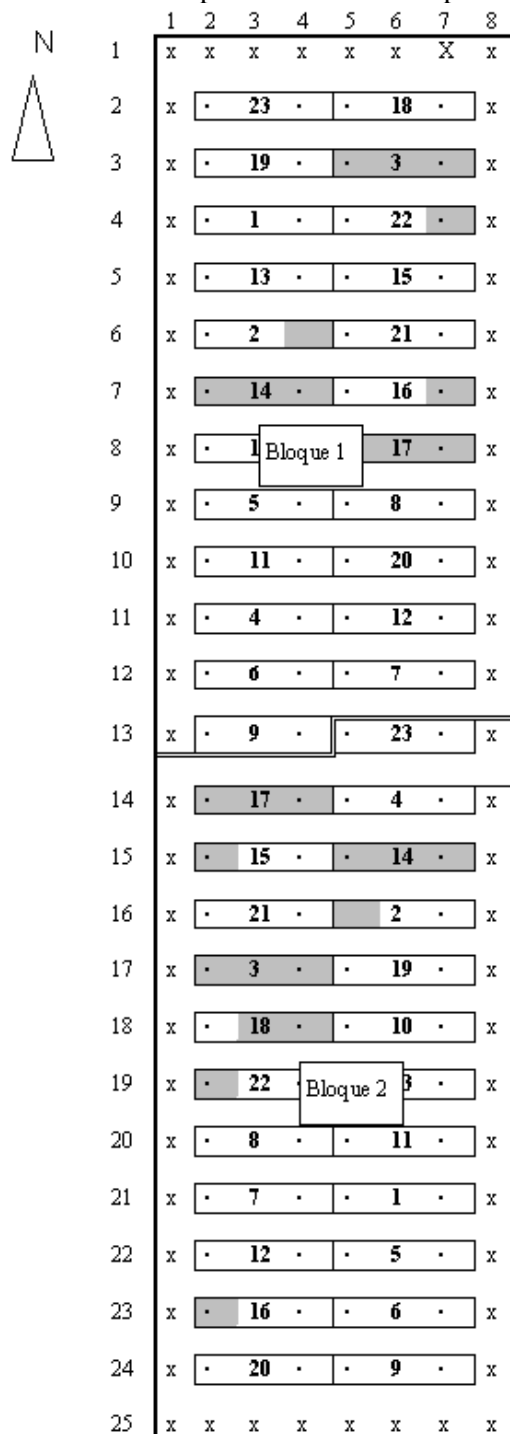 1 2 3 4 5 6 7 8
N
1 x x x x x x X x
2 x · 23 · · 18 · x
3 x · 19 · · 3 · x
4 x · 1 · · 22 · x
5 x · 13 · · 15 · x
6 x · 2 · 21 · x
7 x · 14 · · 16 · x
8 x · 1 Bloque 1 17 · x
9 x · 5 · · 8 · x
10 x · 11 · · 20 · x
11 x · 4 · · 12 · x
12 x · 6 · · 7 · x
13 x · 9 · · 23 · x
14 x · 17 · · 4 · x
15 x · 15 · · 14 · x
16 x · 21 · 2 · x
17 x · 3 · · 19 · x
18 x · 18 · · 10 · x
19 x · 22 Bloque 2 3 · x
20 x · 8 · · 11 · x
21 x · 7 · · 1 · x
22 x · 12 · · 5 · x
23 x · 16 · · 6 · x
24 x · 20 · · 9 · x
25 x x x x x x x x